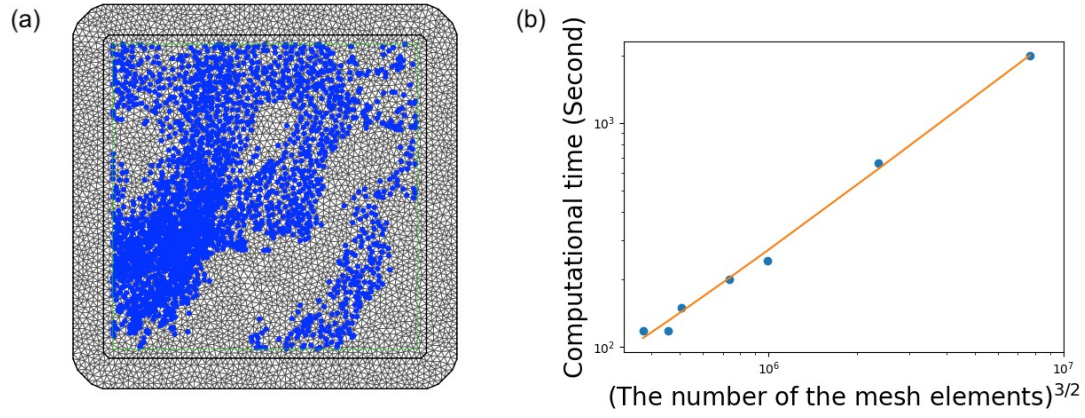 (a)
(b)
Computational time (Second)
10³
10²
10⁶
10⁷
(The number of the mesh elements)³/²